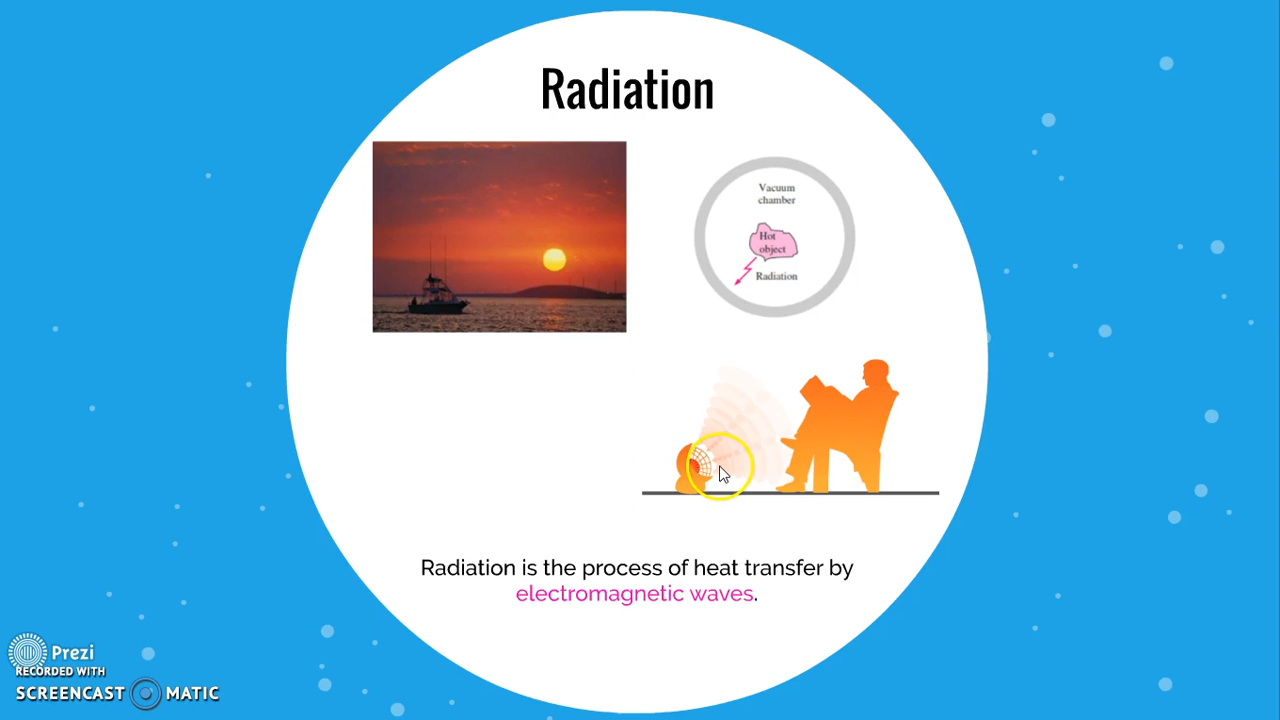 Radiation
Vacuum
chamber
Hot
object
Radiation
Radiation is the process of heat transfer by
electromagnetic waves.
Prezi
RECORDED WITH
SCREENCAST MATIC